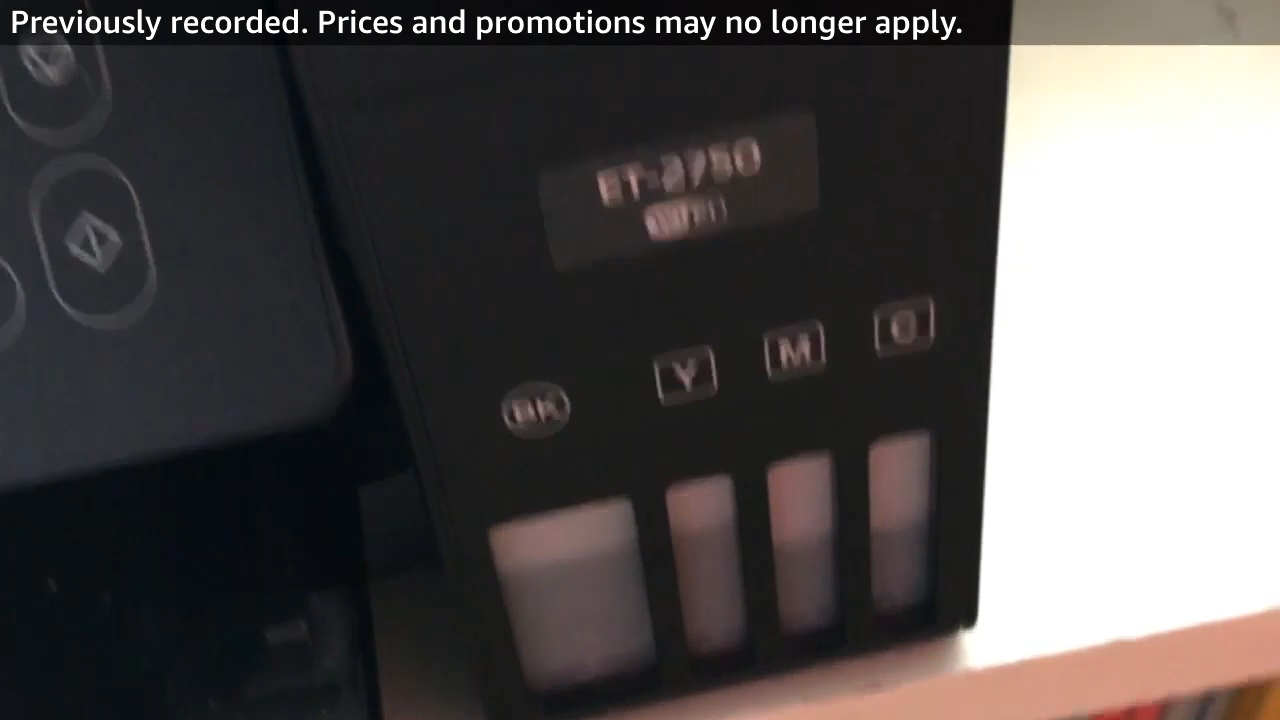 Previously recorded. Prices and promotions may no longer apply.
ET-2750
BK
Y
M
C